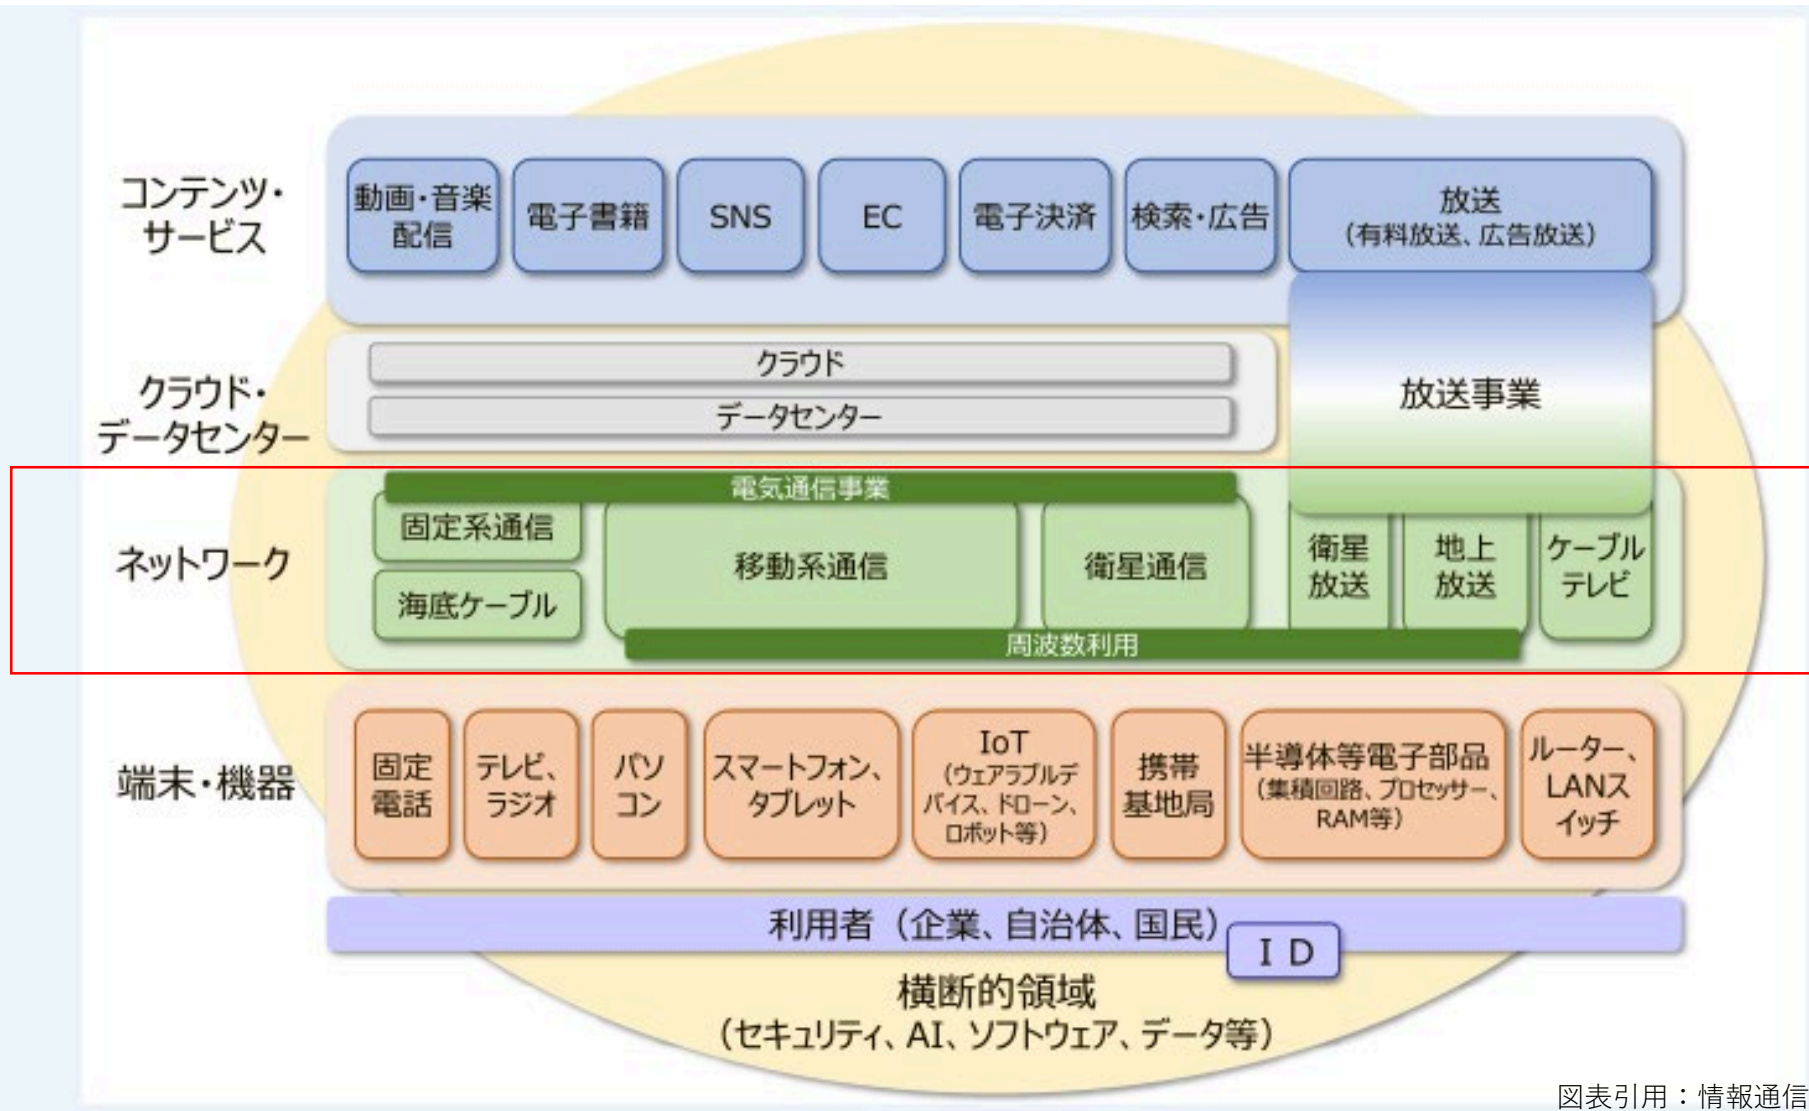 コンテンツ・
サービス
動画・音楽
配信
電子書籍
SNS
EC
電子決済
検索・広告
放送
（有料放送、広告放送）
クラウド・
データセンター
クラウド
データセンター
放送事業
ネットワーク
電気通信事業
固定系通信
海底ケーブル
移動系通信
衛星通信
衛星
放送
地上
放送
ケーブル
テレビ
周波数利用
端末・機器
固定
電話
テレビ、
ラジオ
パソ
コン
スマートフォン、
タブレット
IoT
（ウェアラブルデ
バイス、ドローン、
ロボット等）
携帯
基地局
半導体等電子部品
（集積回路、プロセッサー、
RAM等）
ルーター、
LANス
イッチ
利用者（企業、自治体、国民）
ＩＤ
横断的領域
（セキュリティ、AI、ソフトウェア、データ等）
図表引用：情報通信